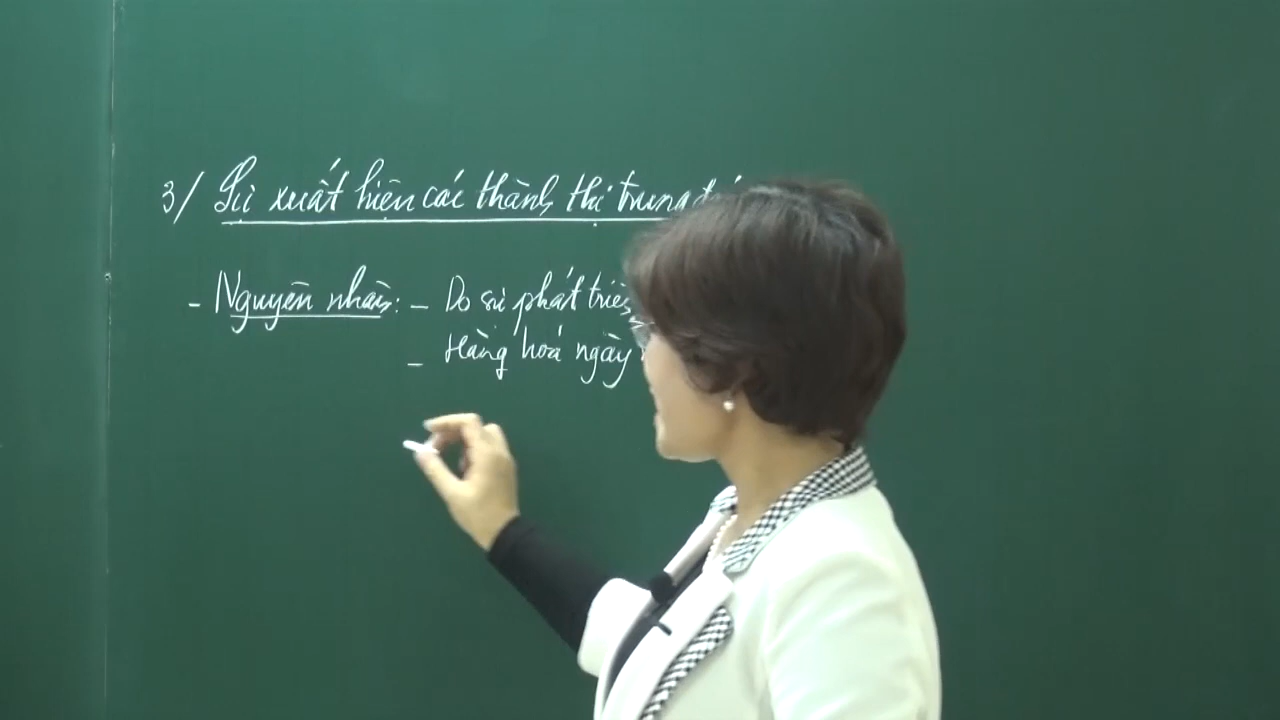 3/ Sự xuất hiện các thành thị trung
- Nguyên nhân: - Do sự phát triển
- Hàng hoá ngày